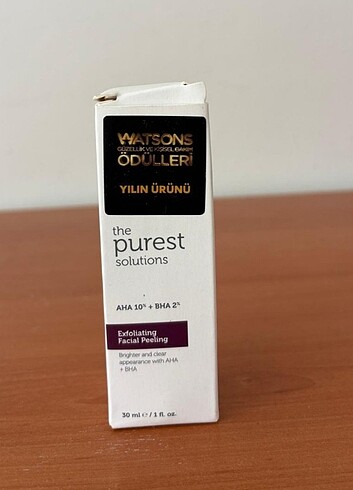 WATSONS
GÜZELLİK VE KİŞİSEL BAKIM
ÖDÜLLERİ
YILIN ÜRÜNÜ
the
purest
solutions
AHA 10% + BHA 2%
Exfoliating
Facial Peeling
Brighter and clear
appearance with AHA
+ BHA
30 ml ℮ / 1 fl. oz.